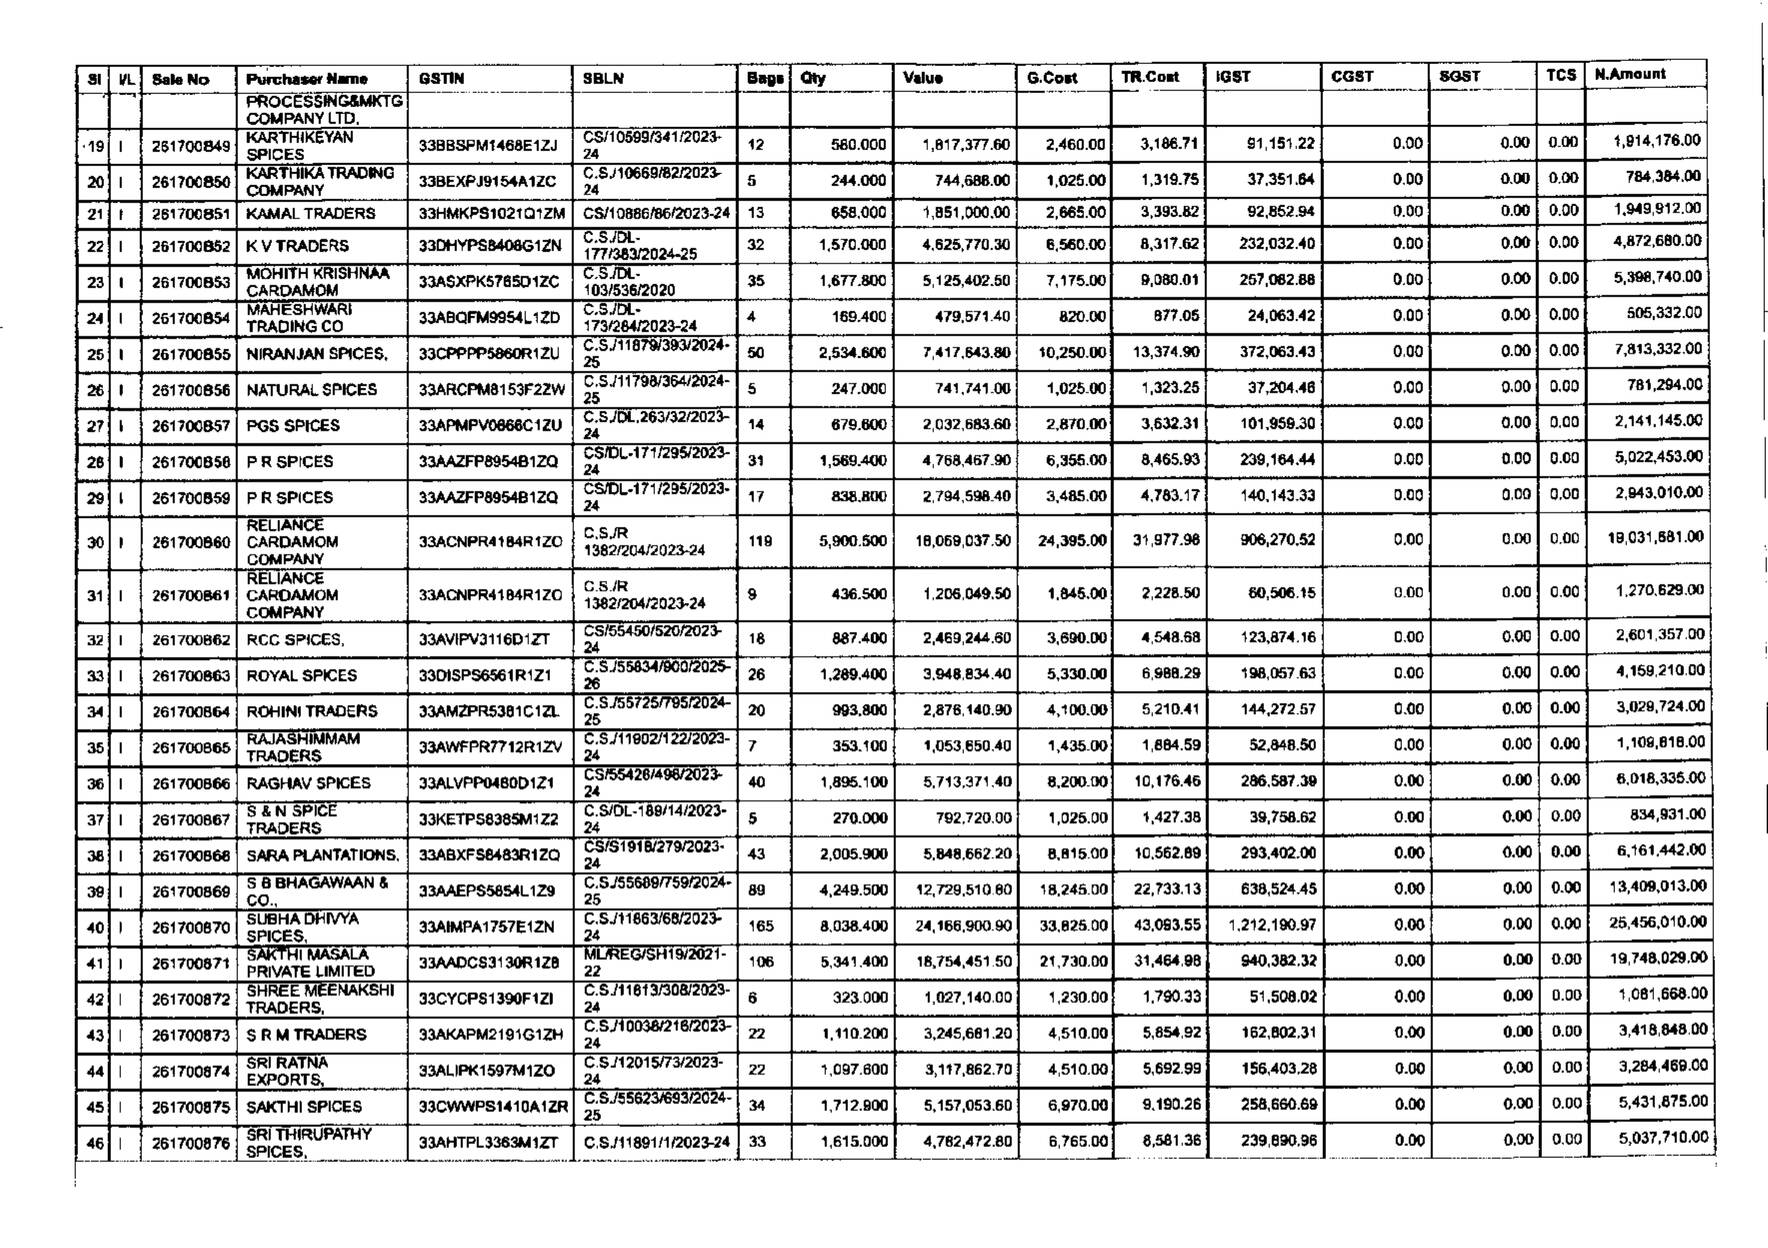 Sl I/L Sale No Purchaser Name GSTIN SBLN Bags Qty Value G.Cost TR.Cost IGST CGST SGST TCS N.Amount
PROCESSING&MKTG
COMPANY LTD,
19 I 261700849 KARTHIKEYAN SPICES 33BBSPM1468E1ZJ CS/10599/341/2023-24 12 580.000 1,817,377.60 2,460.00 3,186.71 91,151.22 0.00 0.00 0.00 1,914,176.00
20 I 261700850 KARTHIKA TRADING COMPANY 33BEXPJ9154A1ZC C.S./10669/82/2023-24 5 244.000 744,688.00 1,025.00 1,319.75 37,351.64 0.00 0.00 0.00 784,384.00
21 I 261700851 KAMAL TRADERS 33HMKPS1021Q1ZM CS/10886/86/2023-24 13 658.000 1,851,000.00 2,665.00 3,393.82 92,852.94 0.00 0.00 0.00 1,949,912.00
22 I 261700852 K V TRADERS 33DHYPS8408G1ZN C.S./DL-177/383/2024-25 32 1,570.000 4,625,770.30 6,560.00 8,317.62 232,032.40 0.00 0.00 0.00 4,872,680.00
23 I 261700853 MOHITH KRISHNAA CARDAMOM 33ASXPK5765D1ZC C.S./DL-103/536/2020 35 1,677.800 5,125,402.50 7,175.00 9,080.01 257,082.88 0.00 0.00 0.00 5,398,740.00
24 I 261700854 MAHESHWARI TRADING CO 33ABQFM9954L1ZD C.S./DL-173/284/2023-24 4 169.400 479,571.40 820.00 877.05 24,063.42 0.00 0.00 0.00 505,332.00
25 I 261700855 NIRANJAN SPICES, 33CPPPP5860R1ZU C.S./11879/393/2024-25 50 2,534.600 7,417,643.80 10,250.00 13,374.90 372,063.43 0.00 0.00 0.00 7,813,332.00
26 I 261700856 NATURAL SPICES 33ARCPM8153F2ZW C.S./11798/364/2024-25 5 247.000 741,741.00 1,025.00 1,323.25 37,204.46 0.00 0.00 0.00 781,294.00
27 I 261700857 PGS SPICES 33APMPV0666C1ZU C.S./DL.263/32/2023-24 14 679.600 2,032,683.60 2,870.00 3,632.31 101,959.30 0.00 0.00 0.00 2,141,145.00
28 I 261700858 P R SPICES 33AAZFP8954B1ZQ CS/DL-171/295/2023-24 31 1,569.400 4,768,467.90 6,355.00 8,465.93 239,164.44 0.00 0.00 0.00 5,022,453.00
29 I 261700859 P R SPICES 33AAZFP8954B1ZQ CS/DL-171/295/2023-24 17 838.800 2,794,598.40 3,485.00 4,783.17 140,143.33 0.00 0.00 0.00 2,943,010.00
30 I 261700860 RELIANCE CARDAMOM COMPANY 33ACNPR4184R1ZO C.S./R 1382/204/2023-24 119 5,900.500 18,069,037.50 24,395.00 31,977.98 906,270.52 0.00 0.00 0.00 19,031,681.00
31 I 261700861 RELIANCE CARDAMOM COMPANY 33ACNPR4184R1ZO C.S./R 1382/204/2023-24 9 436.500 1,206,049.50 1,845.00 2,228.50 60,506.15 0.00 0.00 0.00 1,270,629.00
32 I 261700862 RCC SPICES, 33AVIPV3116D1ZT CS/55450/520/2023-24 18 887.400 2,469,244.60 3,690.00 4,548.68 123,874.16 0.00 0.00 0.00 2,601,357.00
33 I 261700863 ROYAL SPICES 33DISPS6561R1Z1 C.S./55834/900/2025-26 26 1,289.400 3,948,834.40 5,330.00 6,988.29 198,057.63 0.00 0.00 0.00 4,159,210.00
34 I 261700864 ROHINI TRADERS 33AMZPR5381C1ZL C.S./55725/795/2024-25 20 993.800 2,876,140.90 4,100.00 5,210.41 144,272.57 0.00 0.00 0.00 3,029,724.00
35 I 261700865 RAJASHIMMAM TRADERS 33AWFPR7712R1ZV C.S./11902/122/2023-24 7 353.100 1,053,650.40 1,435.00 1,884.59 52,848.50 0.00 0.00 0.00 1,109,818.00
36 I 261700866 RAGHAV SPICES 33ALVPP0480D1Z1 CS/55426/496/2023-24 40 1,895.100 5,713,371.40 8,200.00 10,176.46 286,587.39 0.00 0.00 0.00 6,018,335.00
37 I 261700867 S & N SPICE TRADERS 33KETPS8385M1Z2 C.S/DL-189/14/2023-24 5 270.000 792,720.00 1,025.00 1,427.38 39,758.62 0.00 0.00 0.00 834,931.00
38 I 261700868 SARA PLANTATIONS, 33ABXFS8483R1ZQ CS/S1918/279/2023-24 43 2,005.900 5,848,662.20 8,815.00 10,562.89 293,402.00 0.00 0.00 0.00 6,161,442.00
39 I 261700869 S B BHAGAWAAN & CO., 33AAEPS5854L1Z9 C.S./55689/759/2024-25 89 4,249.500 12,729,510.80 18,245.00 22,733.13 638,524.45 0.00 0.00 0.00 13,409,013.00
40 I 261700870 SUBHA DHIVYA SPICES, 33AIMPA1757E1ZN C.S./11863/68/2023-24 165 8,038.400 24,166,900.90 33,825.00 43,093.55 1,212,190.97 0.00 0.00 0.00 25,456,010.00
41 I 261700871 SAKTHI MASALA PRIVATE LIMITED 33AADCS3130R1Z8 ML/REG/SH19/2021-22 106 5,341.400 18,754,451.50 21,730.00 31,464.98 940,382.32 0.00 0.00 0.00 19,748,029.00
42 I 261700872 SHREE MEENAKSHI TRADERS, 33CYCPS1390F1ZI C.S./11813/308/2023-24 6 323.000 1,027,140.00 1,230.00 1,790.33 51,508.02 0.00 0.00 0.00 1,081,668.00
43 I 261700873 S R M TRADERS 33AKAPM2191G1ZH C.S./10038/216/2023-24 22 1,110.200 3,245,681.20 4,510.00 5,854.92 162,802.31 0.00 0.00 0.00 3,418,848.00
44 I 261700874 SRI RATNA EXPORTS, 33ALIPK1597M1ZO C.S./12015/73/2023-24 22 1,097.600 3,117,862.70 4,510.00 5,692.99 156,403.28 0.00 0.00 0.00 3,284,469.00
45 I 261700875 SAKTHI SPICES 33CWWPS1410A1ZR C.S./55623/693/2024-25 34 1,712.900 5,157,053.60 6,970.00 9,190.26 258,660.69 0.00 0.00 0.00 5,431,875.00
46 I 261700876 SRI THIRUPATHY SPICES, 33AHTPL3363M1ZT C.S./11891/1/2023-24 33 1,615.000 4,782,472.80 6,765.00 8,581.36 239,890.96 0.00 0.00 0.00 5,037,710.00